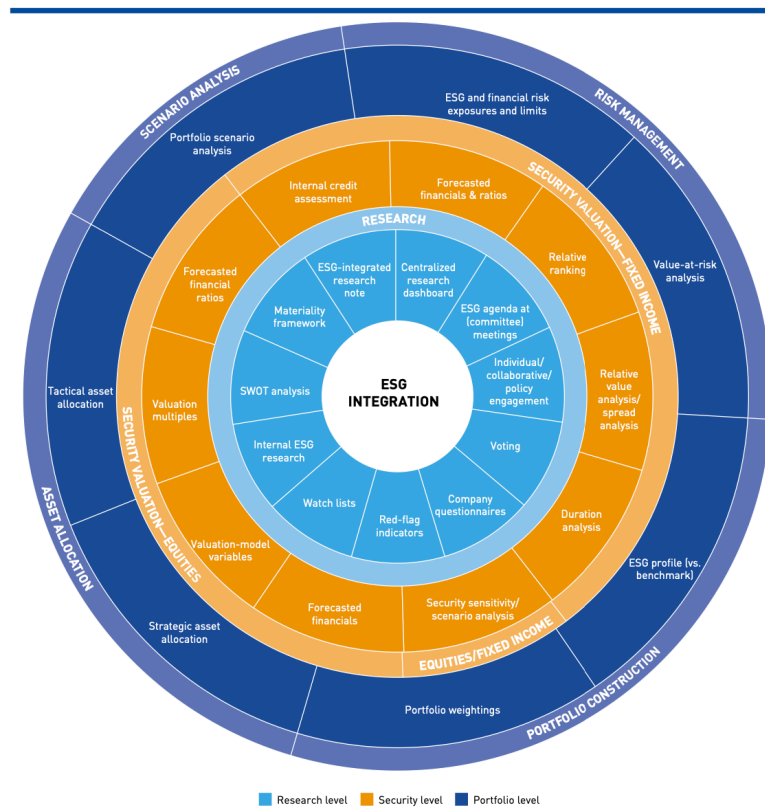 SCENARIO ANALYSIS
RISK MANAGEMENT
PORTFOLIO CONSTRUCTION
ASSET ALLOCATION
ESG and financial risk
exposures and limits
Value-at-risk
analysis
ESG profile (vs.
benchmark)
Portfolio weightings
Strategic asset
allocation
Tactical asset
allocation
Portfolio scenario
analysis
SECURITY VALUATION—FIXED INCOME
EQUITIES/FIXED INCOME
SECURITY VALUATION—EQUITIES
Internal credit
assessment
Forecasted
financials & ratios
Relative
ranking
Relative
value analysis/
spread analysis
Duration
analysis
Security sensitivity/
scenario analysis
Forecasted
financials
Valuation-model
variables
Valuation
multiples
Forecasted
financial
ratios
RESEARCH
ESG-integrated
research
note
Centralized
research
dashboard
ESG agenda at
(committee)
meetings
Individual/
collaborative/
policy
engagement
Voting
Company
questionnaires
Red-flag
indicators
Watch lists
Internal ESG
research
SWOT analysis
Materiality
framework
ESG
INTEGRATION
Research level
Security level
Portfolio level